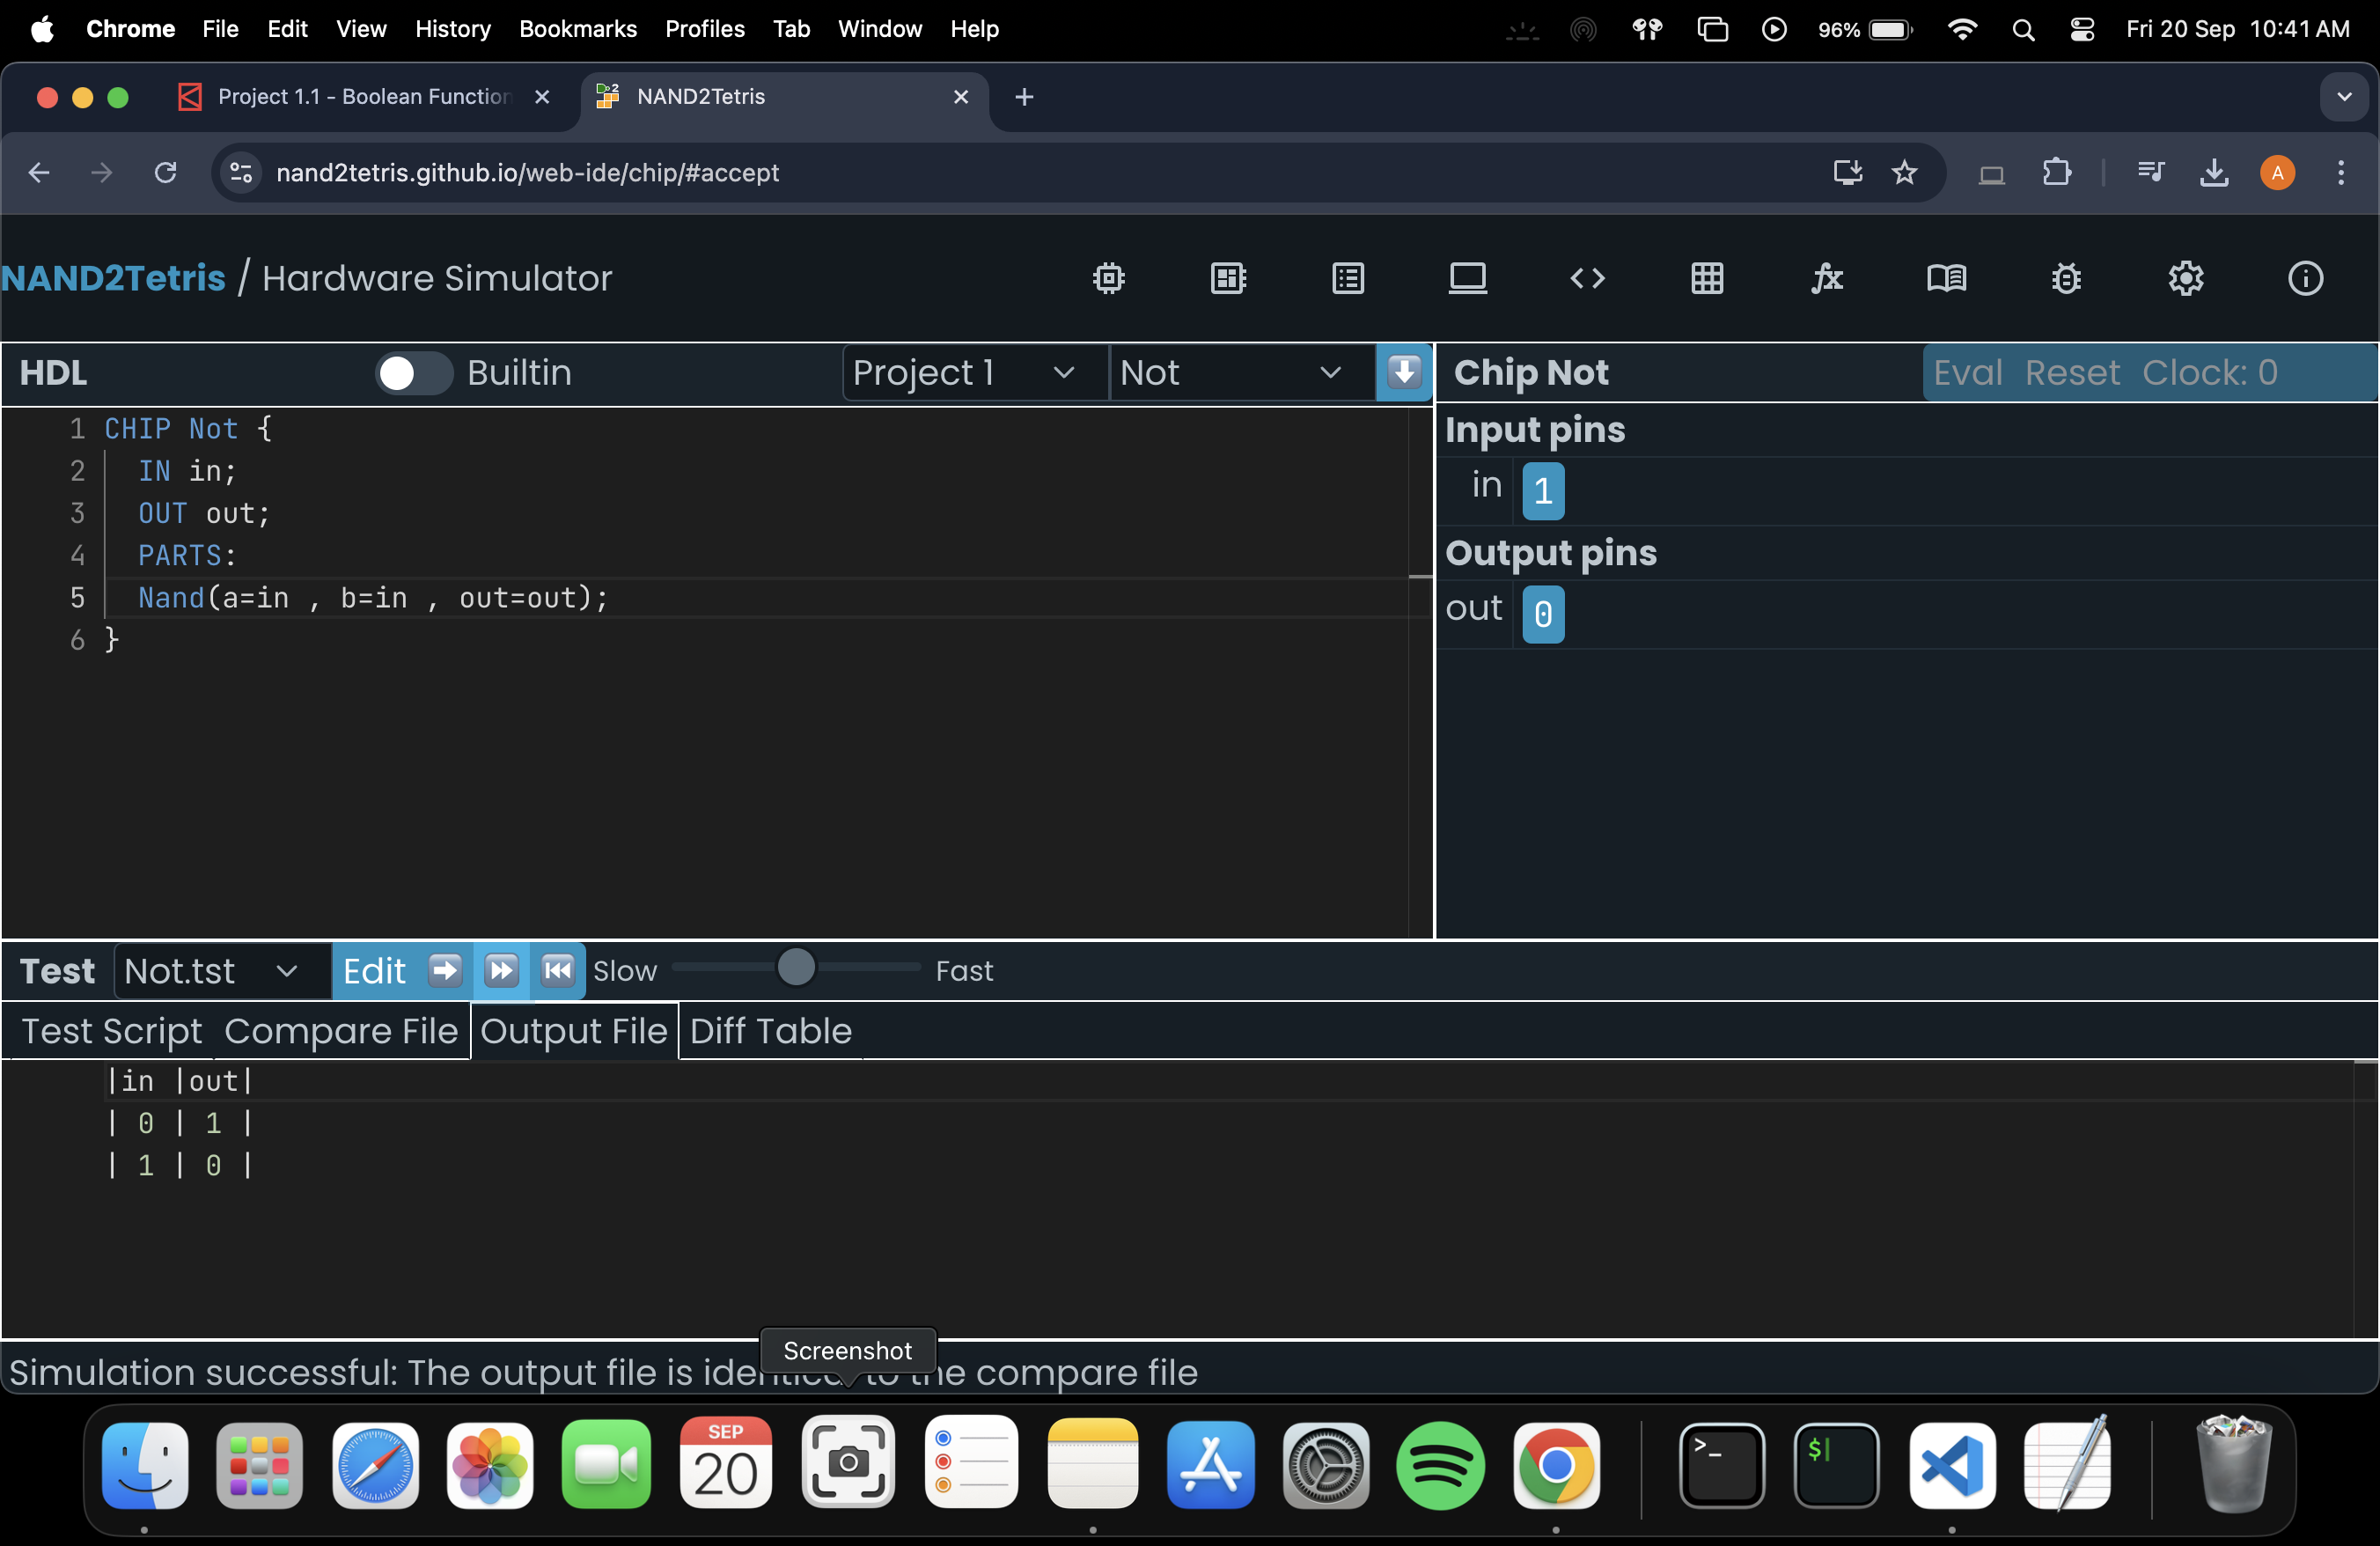 Chrome File Edit View History Bookmarks Profiles Tab Window Help 96% Fri 20 Sep 10:41 AM
Project 1.1 - Boolean Function NAND2Tetris
nand2tetris.github.io/web-ide/chip/#accept A
NAND2Tetris / Hardware Simulator
HDL Builtin Project 1 Not
1 CHIP Not {
2 IN in;
3 OUT out;
4 PARTS:
5 Nand(a=in , b=in , out=out);
6 }
Chip Not Eval Reset Clock: 0
Input pins
in 1
Output pins
out 0
Test Not.tst Edit Slow Fast
Test Script Compare File Output File Diff Table
|in |out|
| 0 | 1 |
| 1 | 0 |
Screenshot
Simulation successful: The output file is identical to the compare file
SEP
20
>_
$